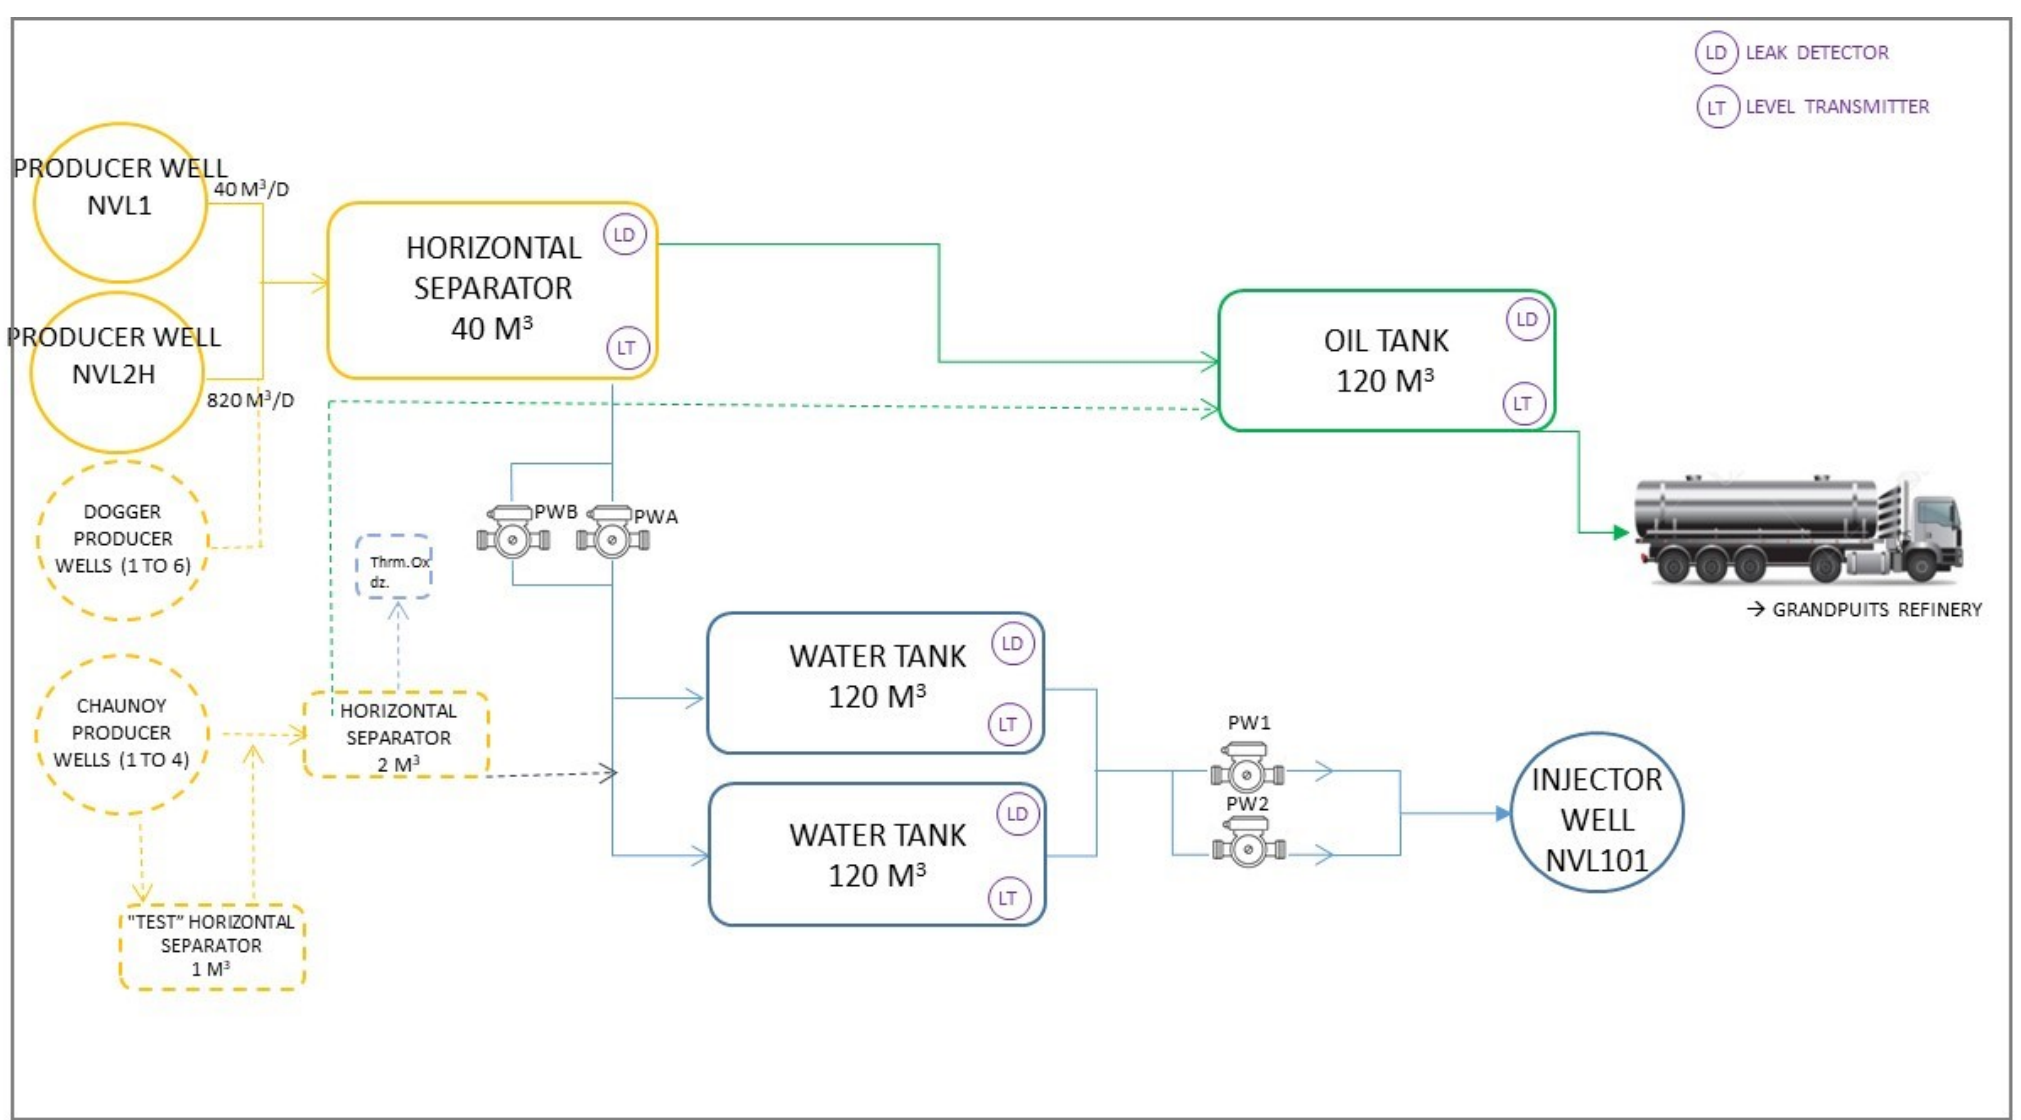 LD LEAK DETECTOR
LT LEVEL TRANSMITTER
PRODUCER WELL
NVL1
40 M³/D
PRODUCER WELL
NVL2H
820 M³/D
HORIZONTAL
SEPARATOR
40 M³
LD
LT
OIL TANK
120 M³
LD
LT
DOGGER
PRODUCER
WELLS (1 TO 6)
PWB
PWA
Thrm.Ox
dz.
→ GRANDPUITS REFINERY
CHAUNOY
PRODUCER
WELLS (1 TO 4)
HORIZONTAL
SEPARATOR
2 M³
WATER TANK
120 M³
LD
LT
WATER TANK
120 M³
LD
LT
PW1
PW2
INJECTOR
WELL
NVL101
"TEST” HORIZONTAL
SEPARATOR
1 M³